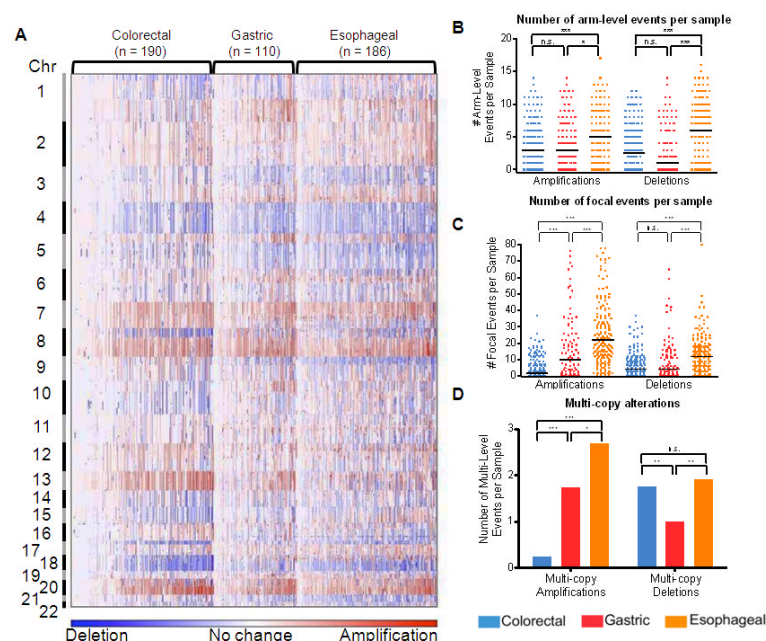 A
Colorectal
(n = 190)
Gastric
(n = 110)
Esophageal
(n = 186)
Chr
1
2
3
4
5
6
7
8
9
10
11
12
13
14
15
16
17
18
19
20
21
22
Deletion
No change
Amplification
B
Number of arm-level events per sample
***
***
n.s.
*
n.s.
***
#Arm-Level
Events per Sample
20
15
10
5
0
Amplifications
Deletions
C
Number of focal events per sample
***
***
***
***
n.s.
***
#Focal Events per Sample
80
70
60
50
40
30
20
10
0
Amplifications
Deletions
D
Multi-copy alterations
***
n.s.
***
*
**
**
Number of Multi-Level
Events per Sample
3
2
1
0
Multi-copy
Amplifications
Multi-copy
Deletions
Colorectal
Gastric
Esophageal